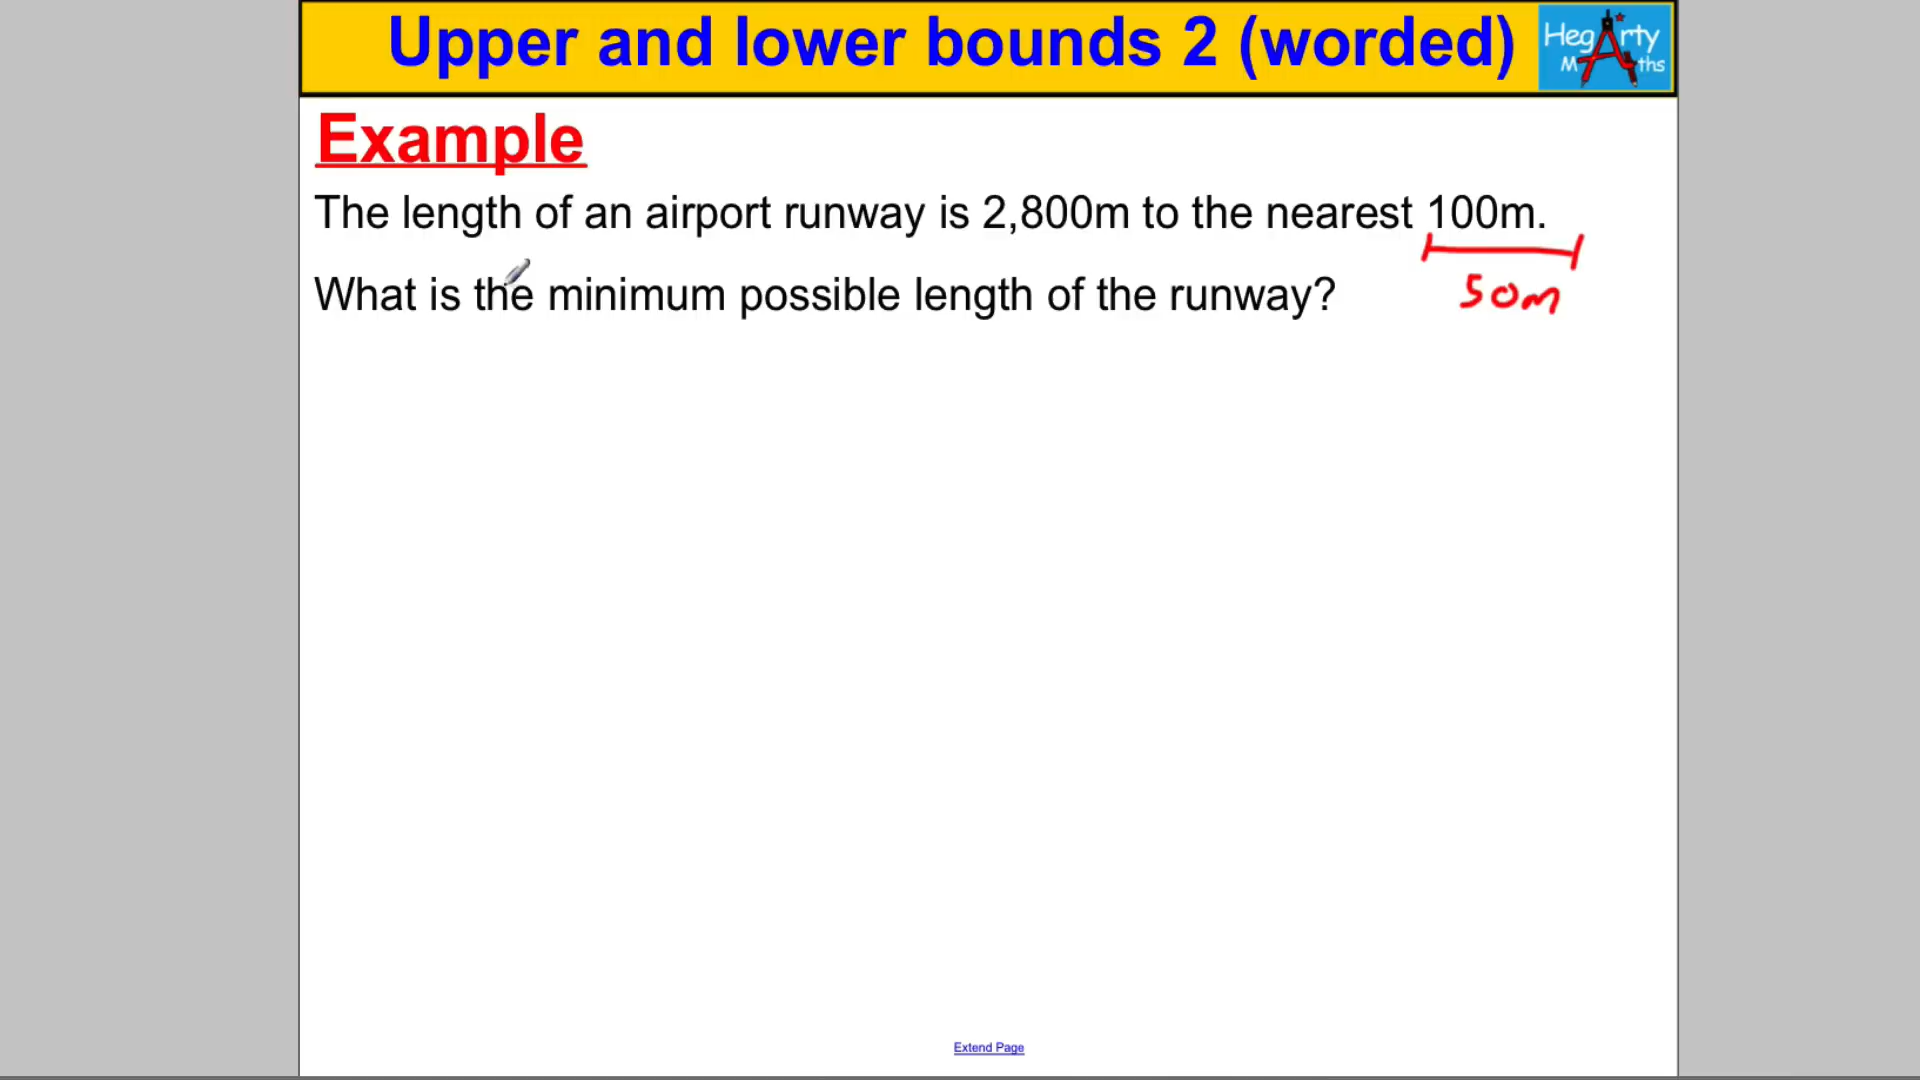 Upper and lower bounds 2 (worded)
HegArty
Maths
Example
The length of an airport runway is 2,800m to the nearest 100m.
What is the minimum possible length of the runway?
50m
Extend Page